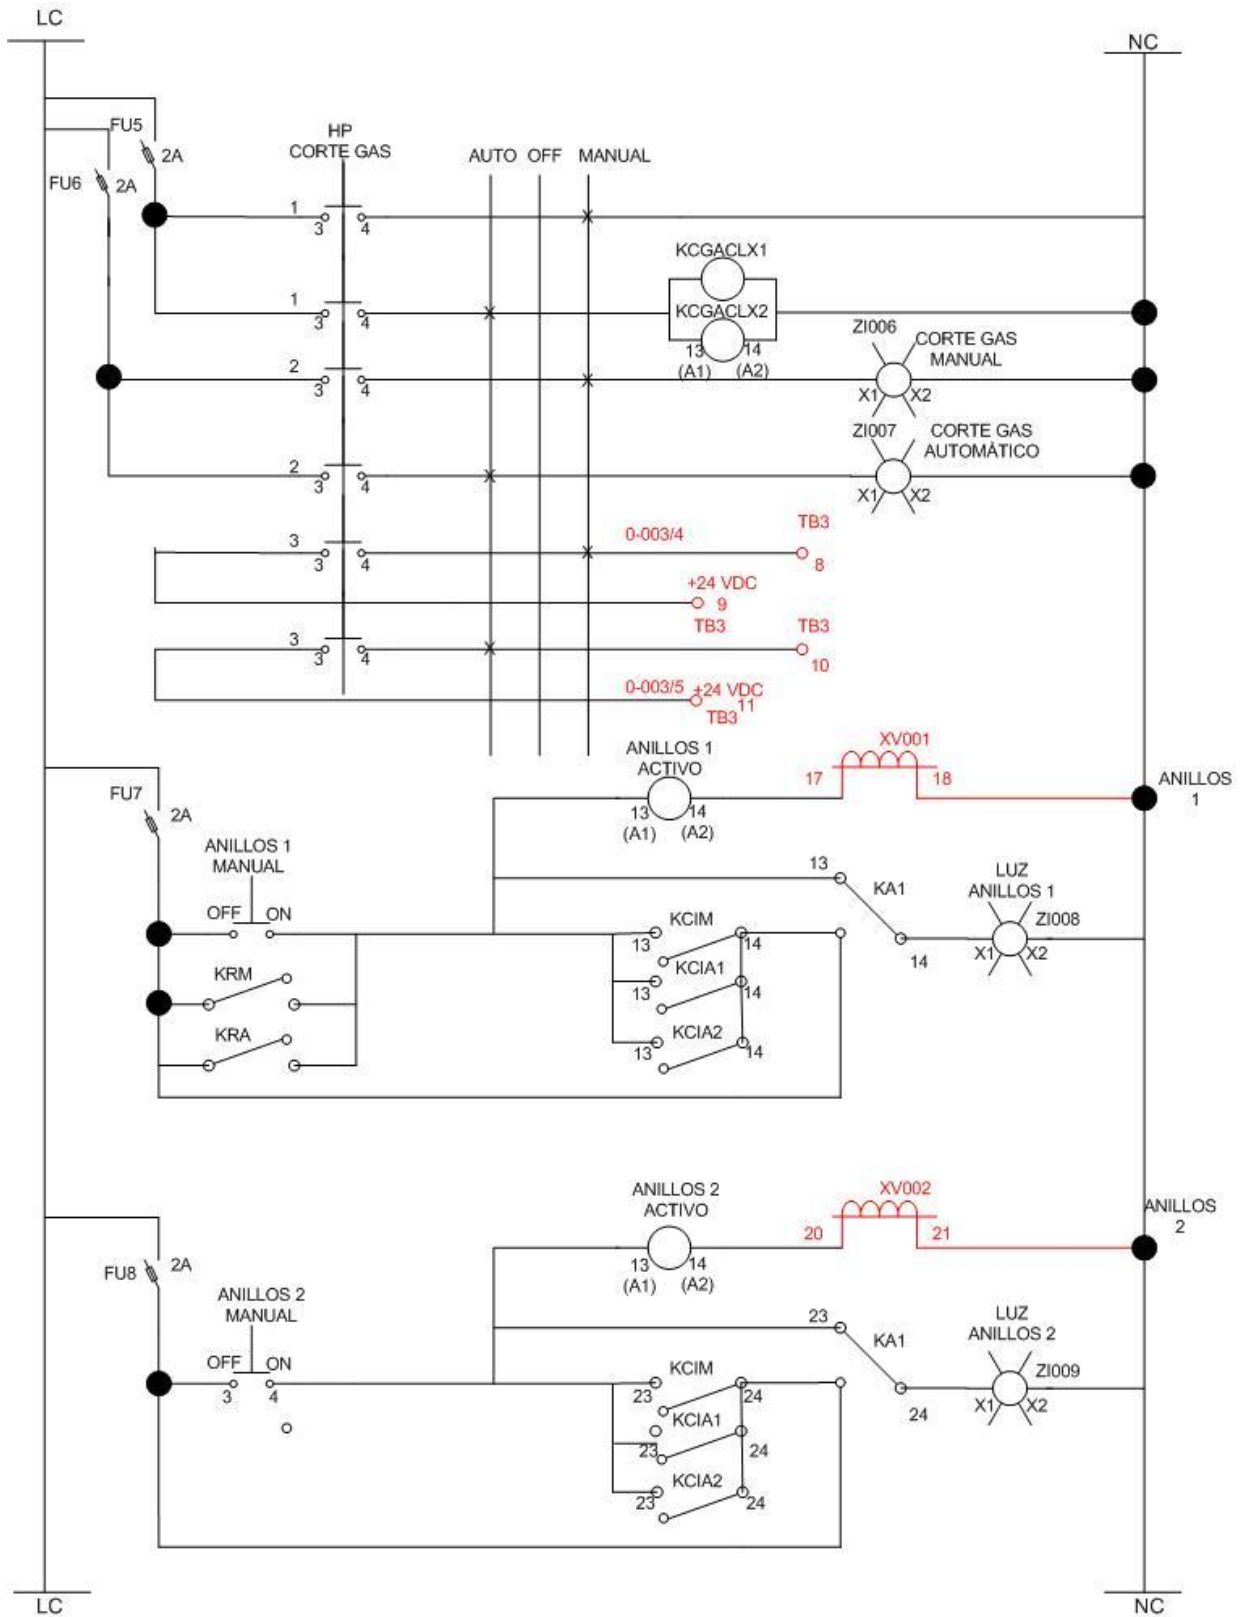 LC
NC
FU5
2A
FU6
2A
HP
CORTE GAS
AUTO OFF MANUAL
1
3 4
KCGACLX1
1
3 4
KCGACLX2
13 14
(A1) (A2)
ZI006
CORTE GAS
MANUAL
2
3 4
X1 X2
ZI007
CORTE GAS
AUTOMÀTICO
2
3 4
X1 X2
0-003/4
TB3
3
3 4
8
+24 VDC
9
TB3
TB3
3
3 4
10
0-003/5
+24 VDC
11
TB3
ANILLOS 1
ACTIVO
XV001
17 18
13 14
(A1) (A2)
ANILLOS
1
FU7
2A
ANILLOS 1
MANUAL
OFF ON
13
KA1
14
LUZ
ANILLOS 1
ZI008
X1 X2
KCIM
13 14
KRM
KCIA1
13 14
KRA
KCIA2
13 14
ANILLOS 2
ACTIVO
XV002
20 21
13 14
(A1) (A2)
ANILLOS
2
FU8
2A
ANILLOS 2
MANUAL
OFF ON
3 4
23
KA1
24
LUZ
ANILLOS 2
ZI009
X1 X2
KCIM
23 24
KCIA1
23 24
KCIA2
23 24
LC
NC